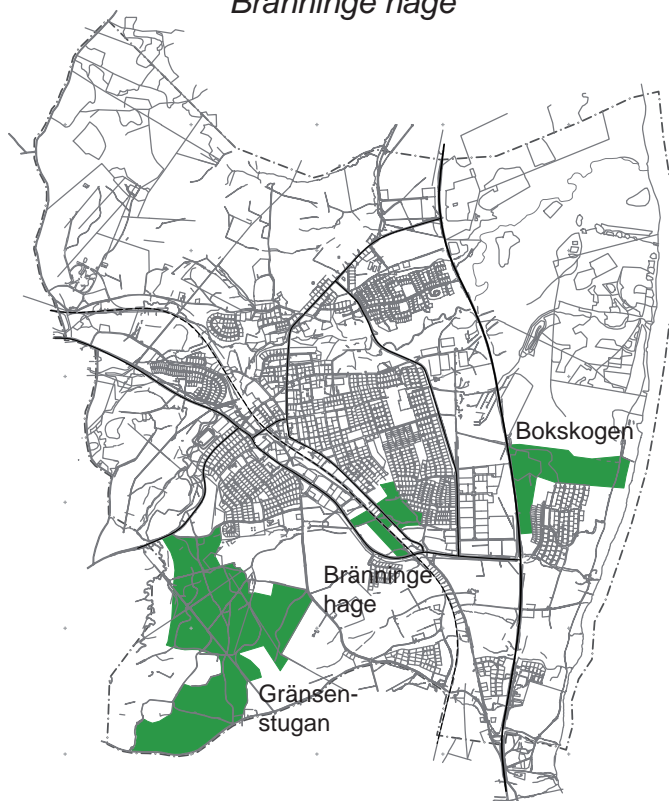 Bränninge hage
Bokskogen
Bränninge
hage
Gränsen-
stugan